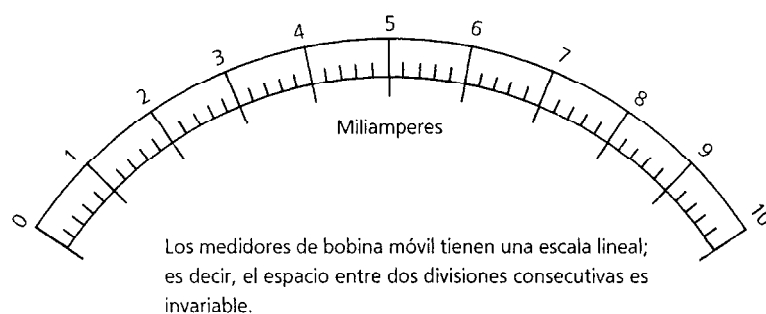 0 1 2 3 4 5 6 7 8 9 10
Miliamperes
Los medidores de bobina móvil tienen una escala lineal;
es decir, el espacio entre dos divisiones consecutivas es
invariable.